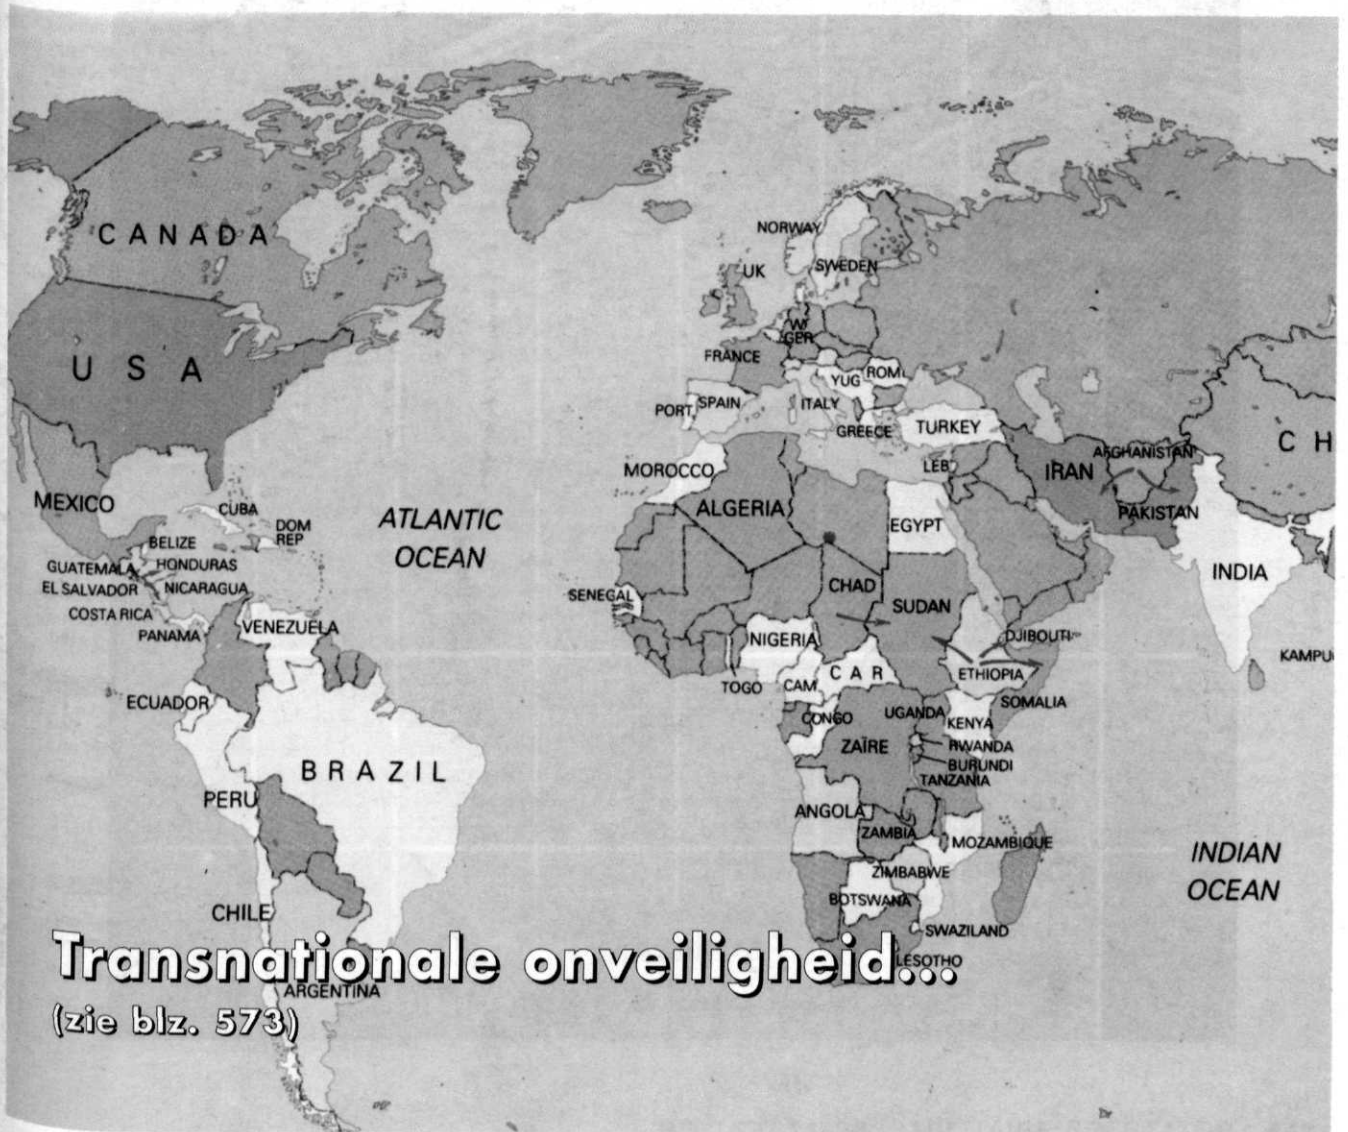 CANADA
USA
MEXICO
CUBA
DOM
REP
BELIZE
GUATEMALA
HONDURAS
EL SALVADOR
NICARAGUA
COSTA RICA
PANAMA
VENEZUELA
ECUADOR
BRAZIL
PERU
CHILE
ARGENTINA
ATLANTIC
OCEAN
NORWAY
SWEDEN
UK
W
GER
FRANCE
YUG
ROM
PORT
SPAIN
ITALY
GREECE
TURKEY
LEB
IRAN
AFGHANISTAN
PAKISTAN
CH
INDIA
KAMPU
MOROCCO
ALGERIA
EGYPT
SENEGAL
CHAD
SUDAN
NIGERIA
DJIBOUTI
TOGO
CAM
CAR
ETHIOPIA
SOMALIA
CONGO
UGANDA
KENYA
ZAÏRE
RWANDA
BURUNDI
TANZANIA
ANGOLA
ZAMBIA
MOZAMBIQUE
ZIMBABWE
BOTSWANA
SWAZILAND
LESOTHO
INDIAN
OCEAN
Transnationale onveiligheid...
(zie blz. 573)